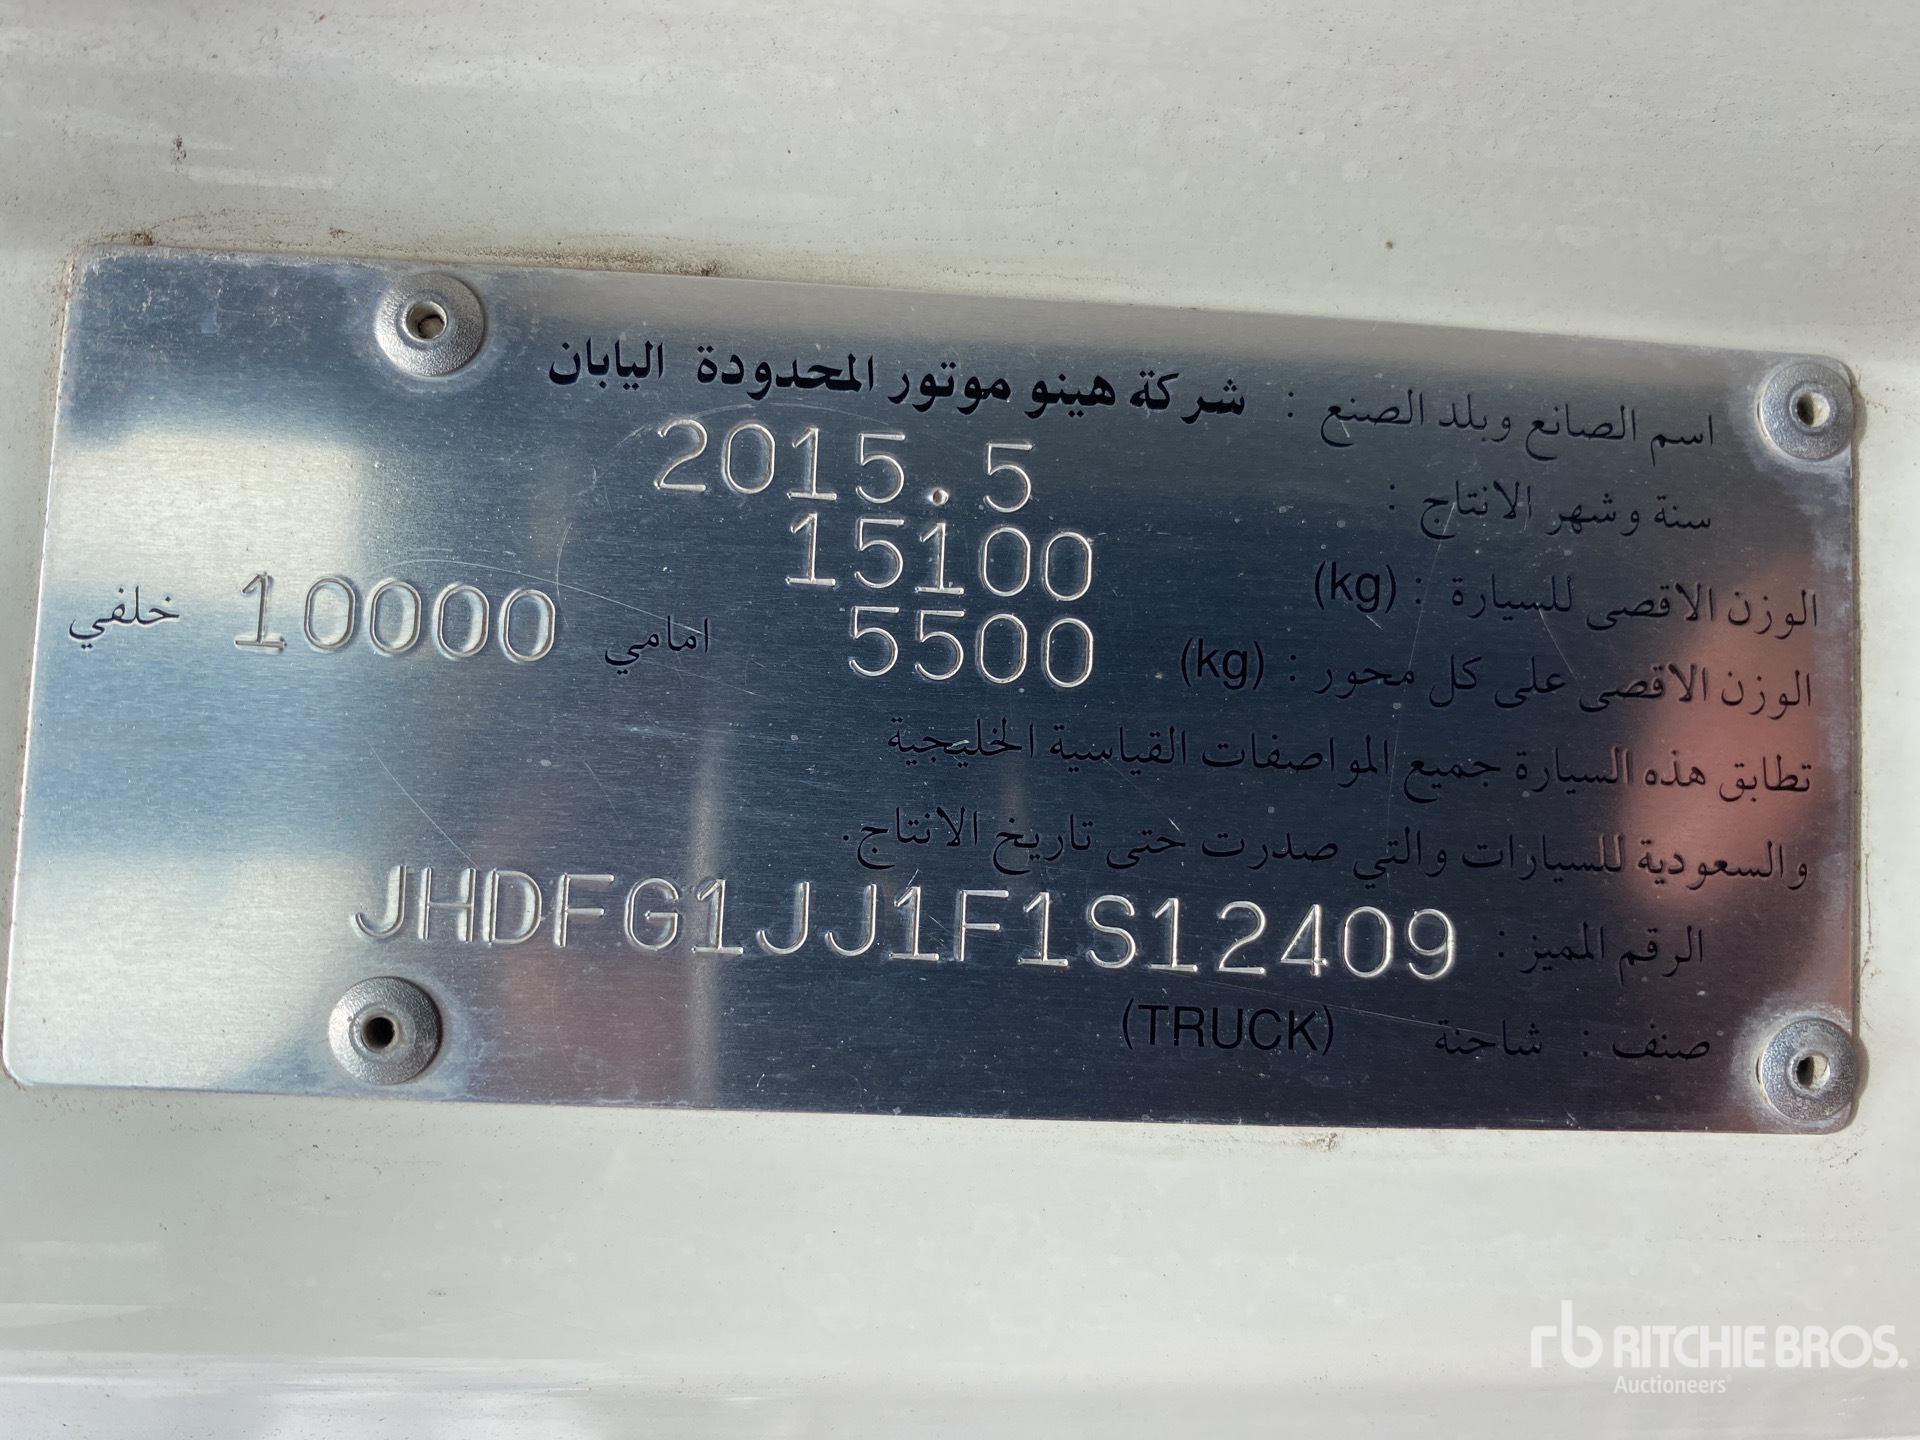 اسم الصانع وبلد الصنع : شركة هينو موتور المحدودة اليابان
سنة وشهر الانتاج : 2015.5
الوزن الاقصى للسيارة : (kg) 15100
الوزن الاقصى على كل محور : (kg) 5500 امامي 10000 خلفي
تطابق هذه السيارة جميع المواصفات القياسية الخليجية
والسعودية للسيارات والتي صدرت حتى تاريخ الانتاج.
الرقم المميز : JHDFG1JJ1F1S12409
صنف : شاحنة (TRUCK)
rb RITCHIE BROS.
Auctioneers